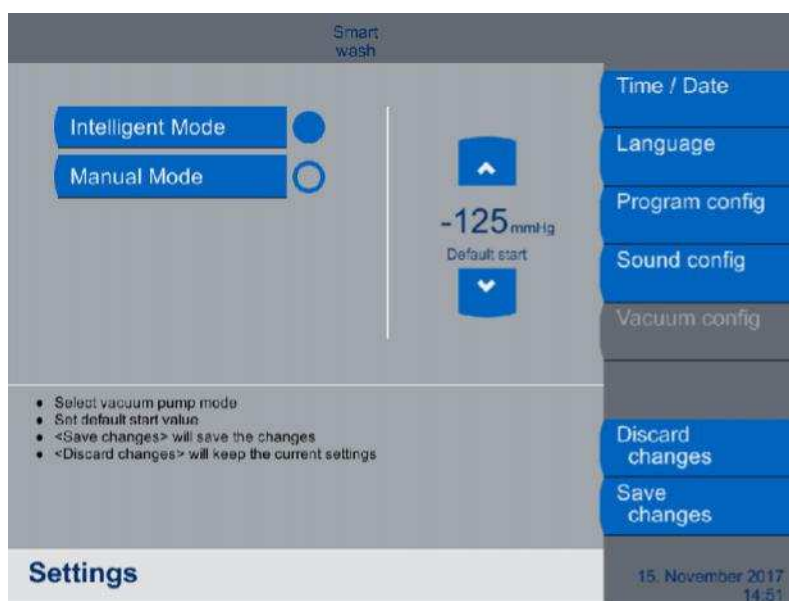 Smart
wash
Intelligent Mode
Manual Mode
-125 mmHg
Default start
Time / Date
Language
Program config
Sound config
Vacuum config
• Select vacuum pump mode
• Set default start value
• <Save changes> will save the changes
• <Discard changes> will keep the current settings
Discard
changes
Save
changes
Settings
15. November 2017
14:51